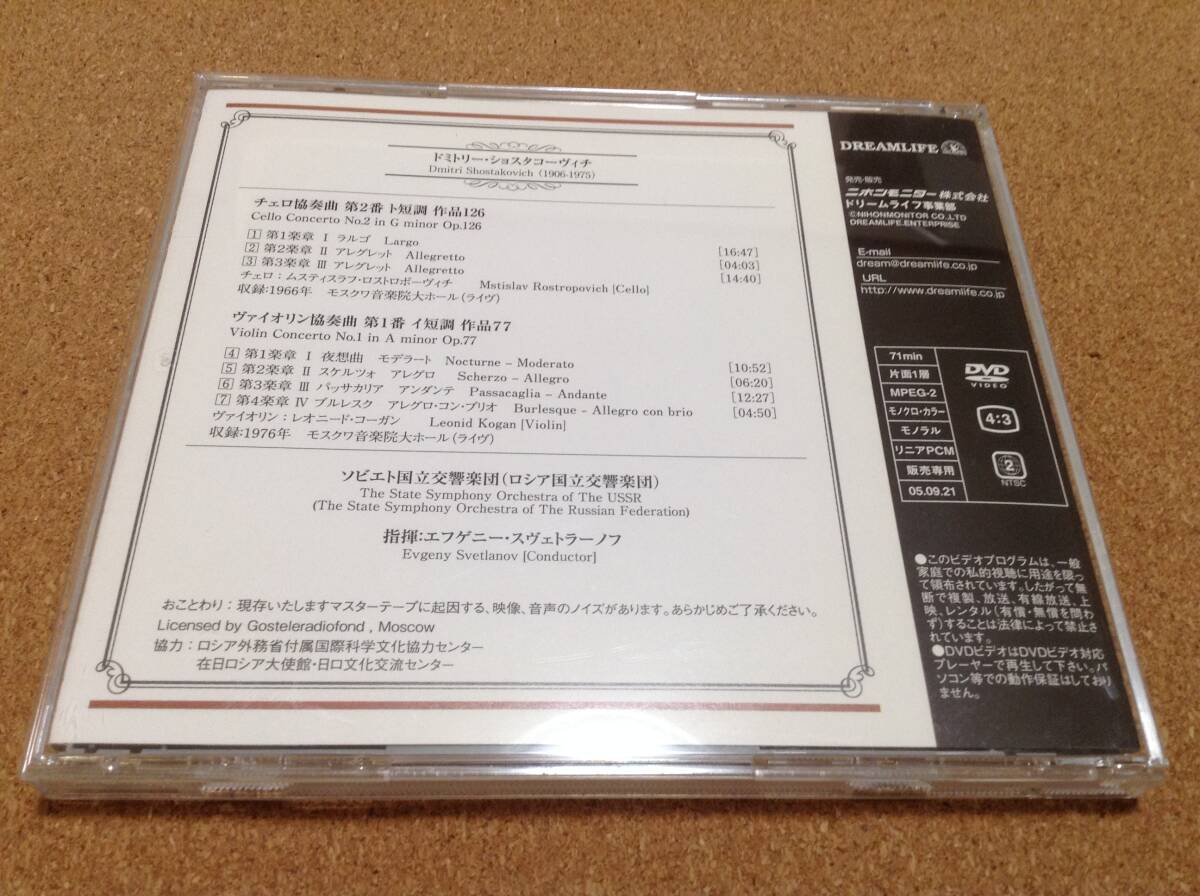 ドミトリー・ショスタコーヴィチ
Dmitri Shostakovich (1906-1975)
チェロ協奏曲 第2番 ト短調 作品126
Cello Concerto No.2 in G minor Op.126
1 第1楽章 I ラルゴ Largo [16:47]
2 第2楽章 II アレグレット Allegretto [04:03]
3 第3楽章 III アレグレット Allegretto [14:40]
チェロ：ムスティスラフ・ロストロポーヴィチ Mstislav Rostropovich [Cello]
収録:1966年 モスクワ音楽院大ホール(ライヴ)
ヴァイオリン協奏曲 第1番 イ短調 作品77
Violin Concerto No.1 in A minor Op.77
4 第1楽章 I 夜想曲 モデラート Nocturne – Moderato [10:52]
5 第2楽章 II スケルツォ アレグロ Scherzo – Allegro [06:20]
6 第3楽章 III パッサカリア アンダンテ Passacaglia – Andante [12:27]
7 第4楽章 IV ブルレスク アレグロ・コン・ブリオ Burlesque – Allegro con brio [04:50]
ヴァイオリン：レオニード・コーガン Leonid Kogan [Violin]
収録:1976年 モスクワ音楽院大ホール(ライヴ)
ソビエト国立交響楽団(ロシア国立交響楽団)
The State Symphony Orchestra of The USSR
(The State Symphony Orchestra of The Russian Federation)
指揮:エフゲニー・スヴェトラーノフ
Evgeny Svetlanov [Conductor]
おことわり：現存いたしますマスターテープに起因する、映像、音声のノイズがあります。あらかじめご了承ください。
Licensed by Gosteleradiofond , Moscow
協力：ロシア外務省付属国際科学文化協力センター
在日ロシア大使館・日ロ文化交流センター
DREAMLIFE
発売・販売
ニホンモニター株式会社
ドリームライフ事業部
©NIHONMONITOR CO.,LTD
DREAMLIFE.ENTERPRISE
E-mail
dream@dreamlife.co.jp
URL
http://www.dreamlife.co.jp
71min
片面1層
MPEG-2
モノクロ・カラー
モノラル
リニアPCM
販売専用
05.09.21
DVD
VIDEO
4:3
2
NTSC
●このビデオプログラムは、一般
家庭での私的視聴に用途を限っ
て領布されています。したがって無
断で複製、放送、有線放送、上
映、レンタル(有償・無償を問わ
ず)することは法律によって禁止さ
れています。
●DVDビデオはDVDビデオ対応
プレーヤーで再生して下さい。パ
ソコン等での動作保証はしており
ません。